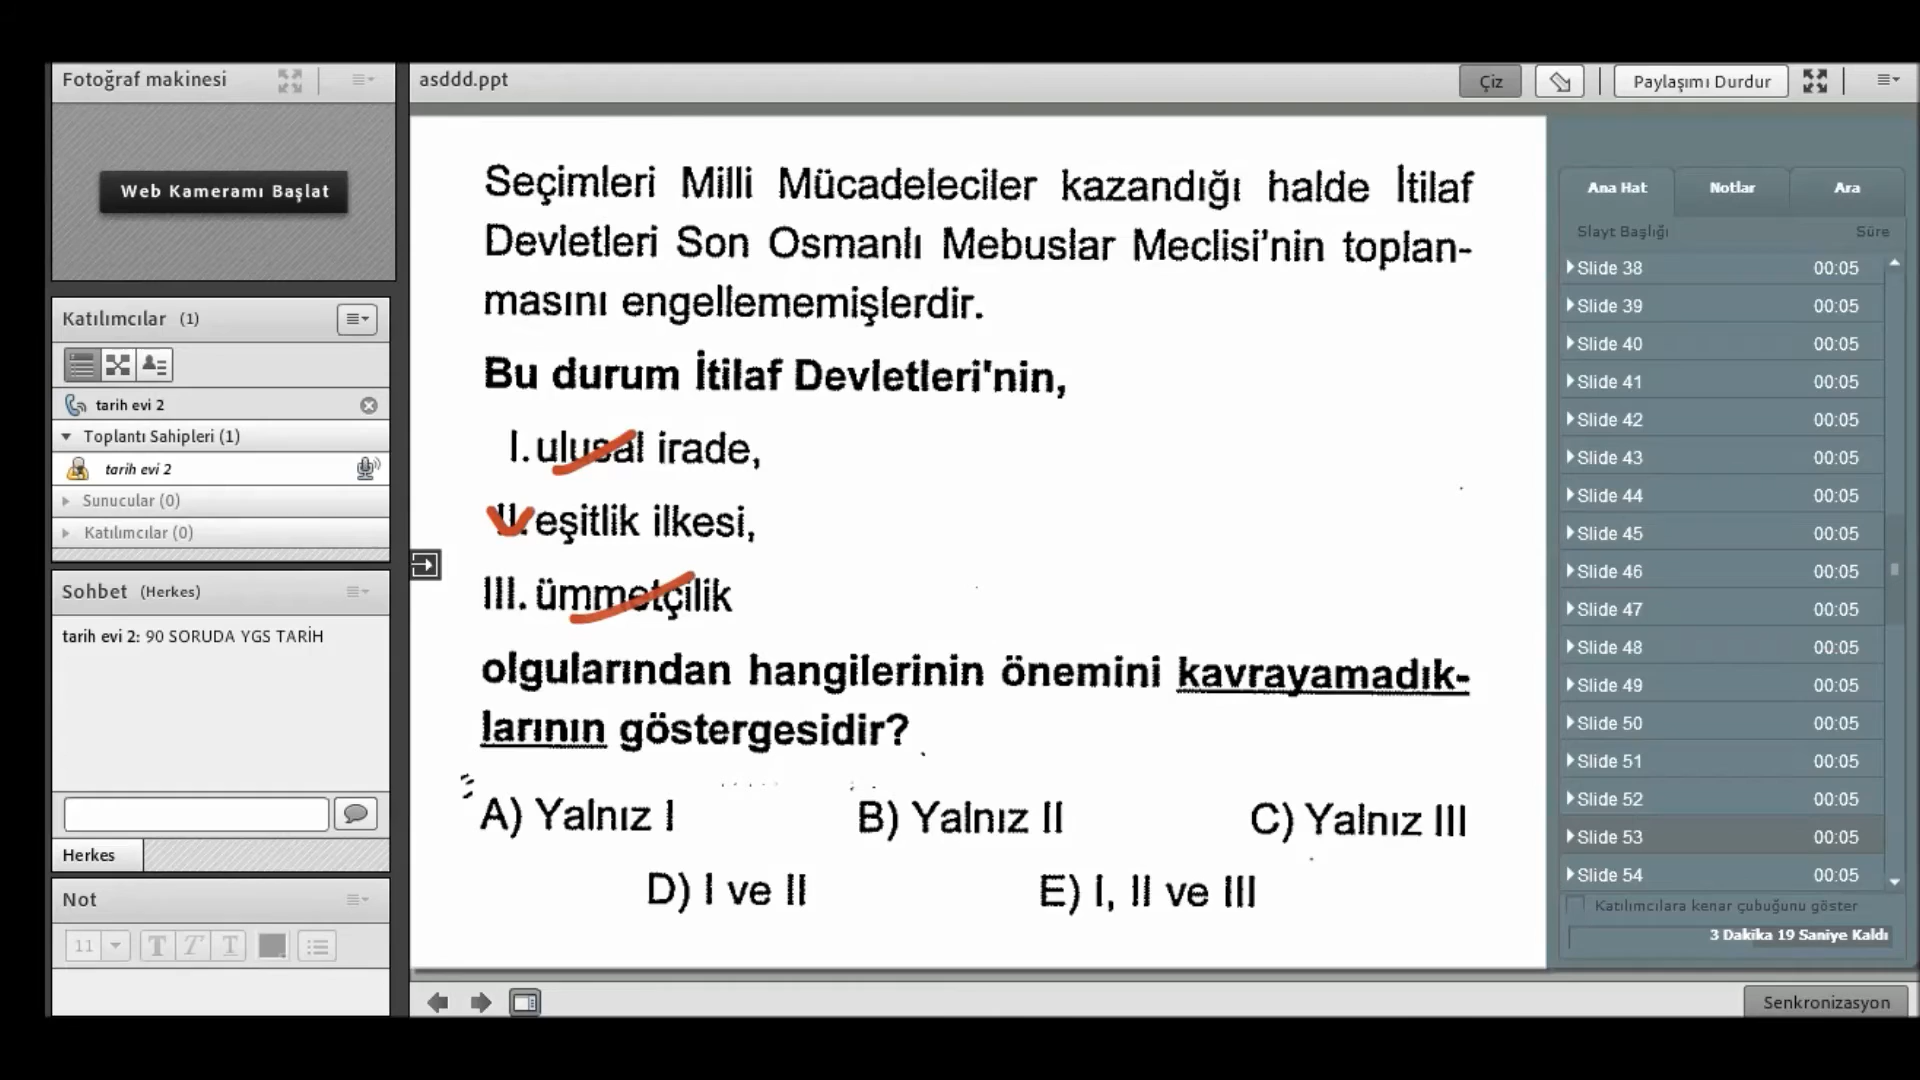 Fotoğraf makinesi
Web Kameramı Başlat
Katılımcılar (1)
tarih evi 2
Toplantı Sahipleri (1)
tarih evi 2
Sunucular (0)
Katılımcılar (0)
Sohbet (Herkes)
tarih evi 2: 90 SORUDA YGS TARİH
Herkes
Not
11
T T T
asddd.ppt
Çiz
Paylaşımı Durdur
Seçimleri Milli Mücadeleciler kazandığı halde İtilaf
Devletleri Son Osmanlı Mebuslar Meclisi'nin toplan-
masını engellememişlerdir.
Bu durum İtilaf Devletleri'nin,
I. ulusal irade,
II. eşitlik ilkesi,
III. ümmetçilik
olgularından hangilerinin önemini kavrayamadık-
larının göstergesidir?
A) Yalnız I B) Yalnız II C) Yalnız III
D) I ve II E) I, II ve III
Ana Hat Notlar Ara
Slayt Başlığı Süre
Slide 38 00:05
Slide 39 00:05
Slide 40 00:05
Slide 41 00:05
Slide 42 00:05
Slide 43 00:05
Slide 44 00:05
Slide 45 00:05
Slide 46 00:05
Slide 47 00:05
Slide 48 00:05
Slide 49 00:05
Slide 50 00:05
Slide 51 00:05
Slide 52 00:05
Slide 53 00:05
Slide 54 00:05
Katılımcılara kenar çubuğunu göster
3 Dakika 19 Saniye Kaldı
Senkronizasyon